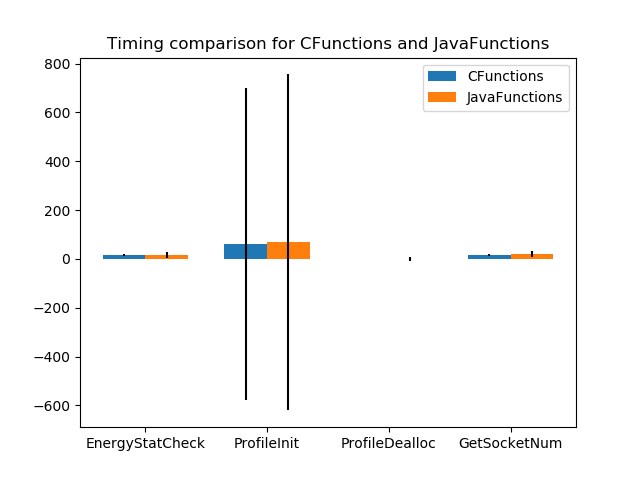 Timing comparison for CFunctions and JavaFunctions
CFunctions
JavaFunctions
800
600
400
200
0
−200
−400
−600
EnergyStatCheck ProfileInit ProfileDealloc GetSocketNum